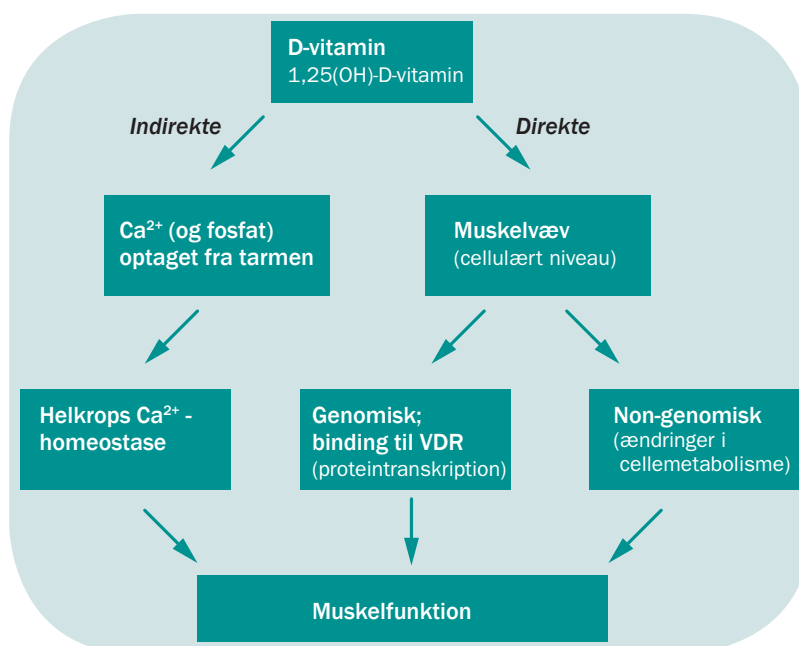 D-vitamin
1,25(OH)-D-vitamin
Indirekte
Direkte
Ca²⁺ (og fosfat)
optaget fra tarmen
Muskelvæv
(cellulært niveau)
Helkrops Ca²⁺ -
homeostase
Genomisk;
binding til VDR
(proteintranskription)
Non-genomisk
(ændringer i
cellemetabolisme)
Muskelfunktion